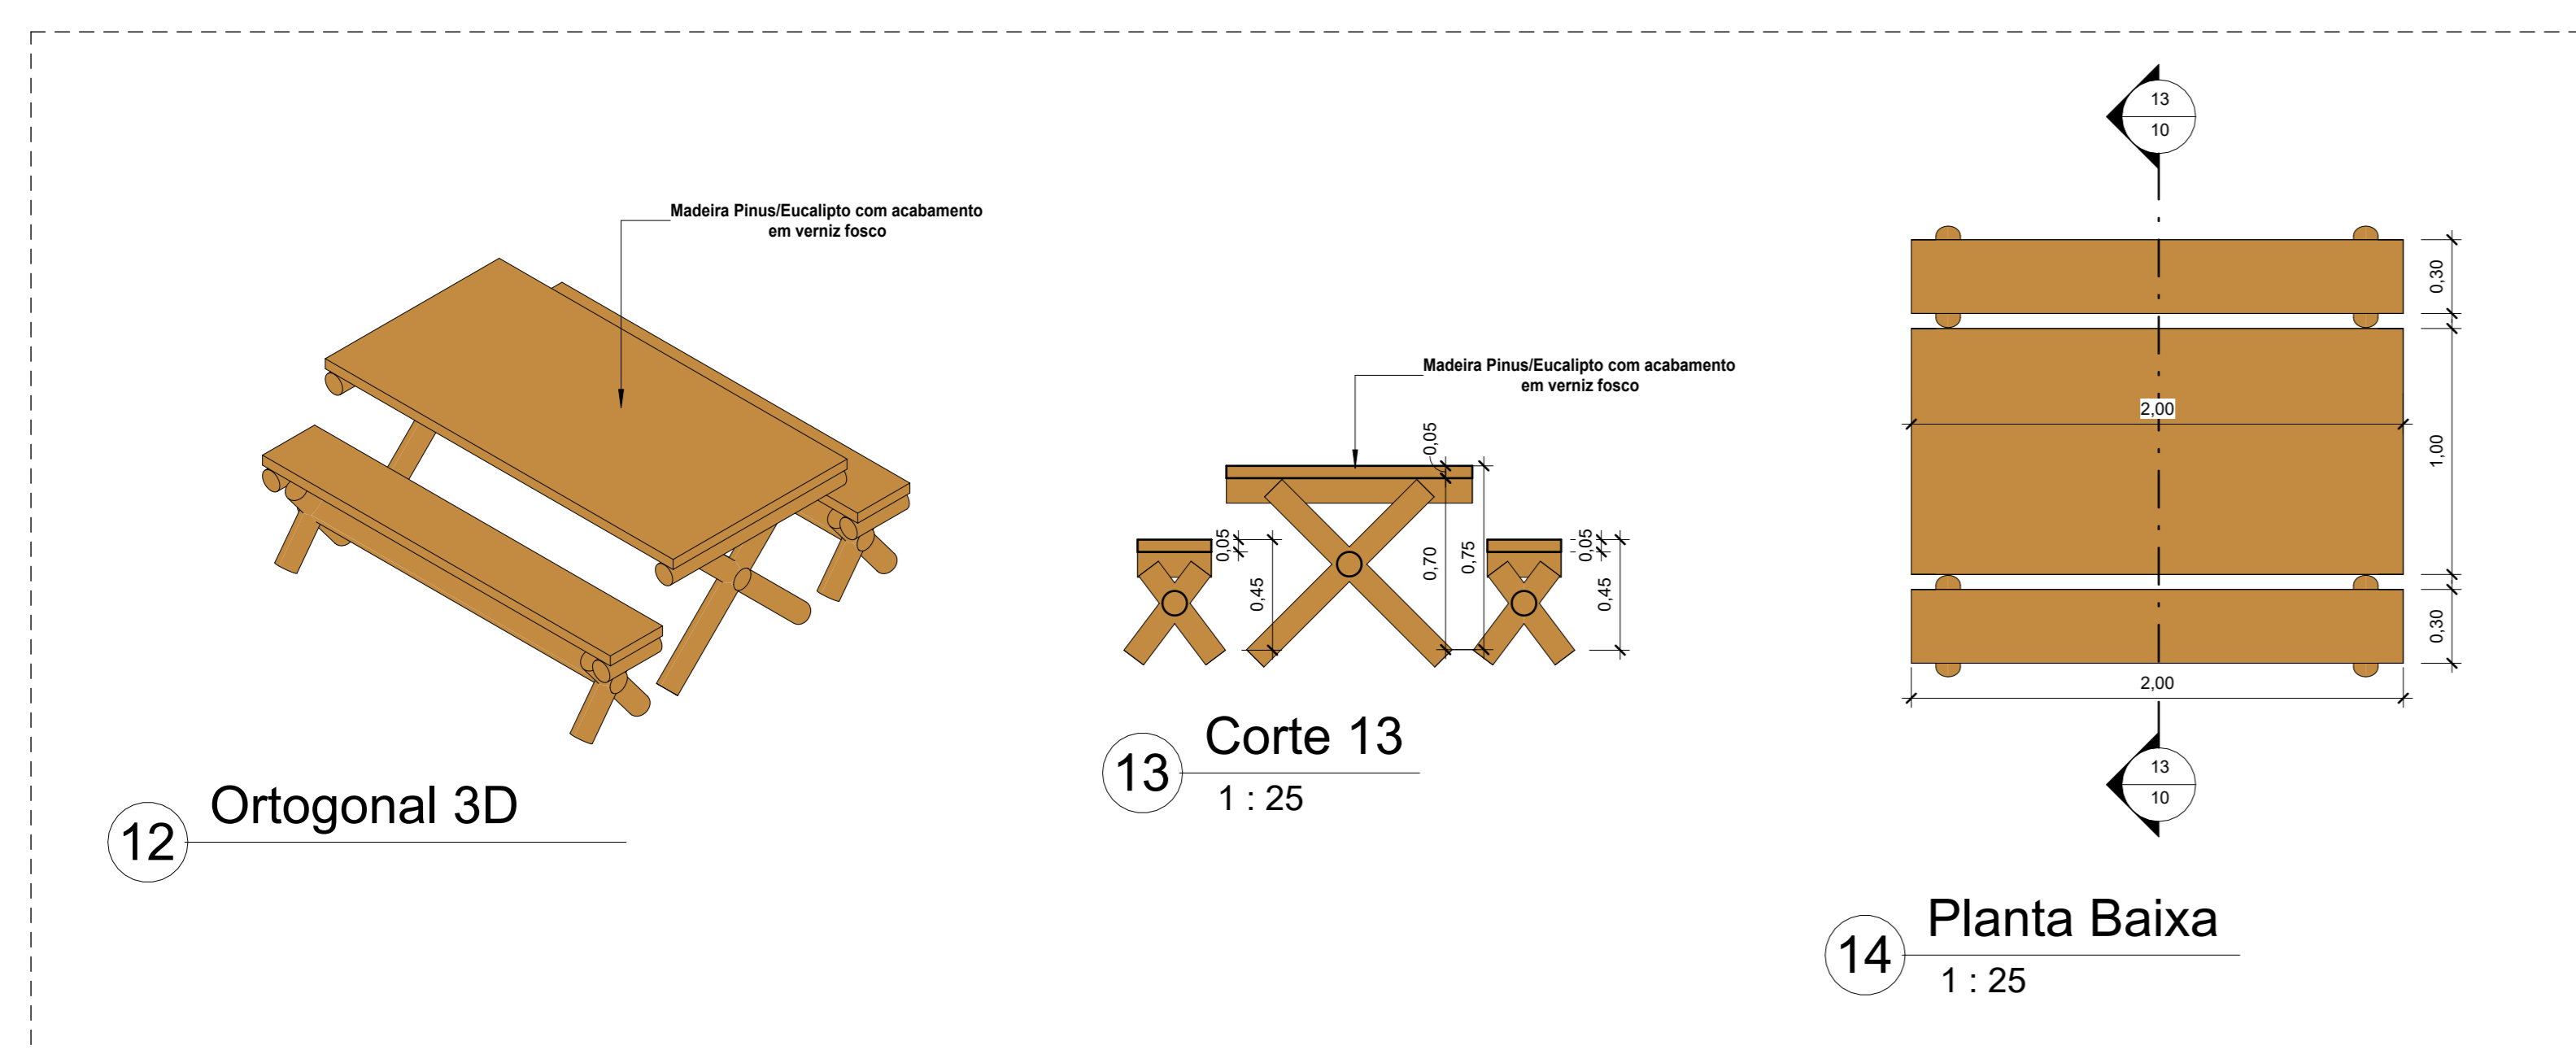 Madeira Pinus/Eucalipto com acabamento
em verniz fosco
12
Ortogonal 3D
Madeira Pinus/Eucalipto com acabamento
em verniz fosco
0,05
0,05
0,45
0,70
0,75
0,05
0,45
13
Corte 13
1 : 25
13
10
0,30
2,00
1,00
0,30
2,00
13
10
14
Planta Baixa
1 : 25